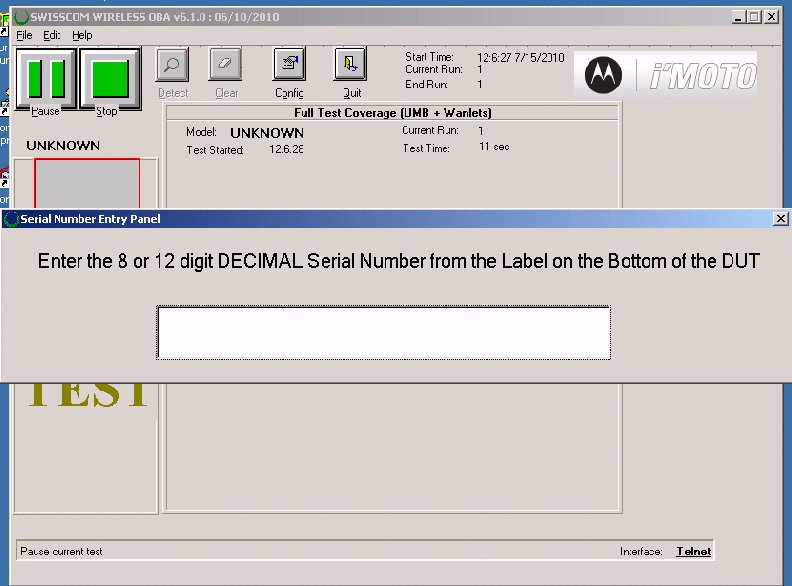 SWISSCOM WIRELESS OBA v6.1.0 : 06/10/2010
File Edit Help
Pause
Stop
Detect
Clear
Config
Quit
Start Time: 12:6:27 7/15/2010
Current Run: 1
End Run: 1
i'MOTO
UNKNOWN
Full Test Coverage (UMB + Wanlets)
Model: UNKNOWN
Current Run: 1
Test Started: 12:6:28
Test Time: 11 sec
Serial Number Entry Panel
Enter the 8 or 12 digit DECIMAL Serial Number from the Label on the Bottom of the DUT
TEST
Pause current test
Interface: Telnet